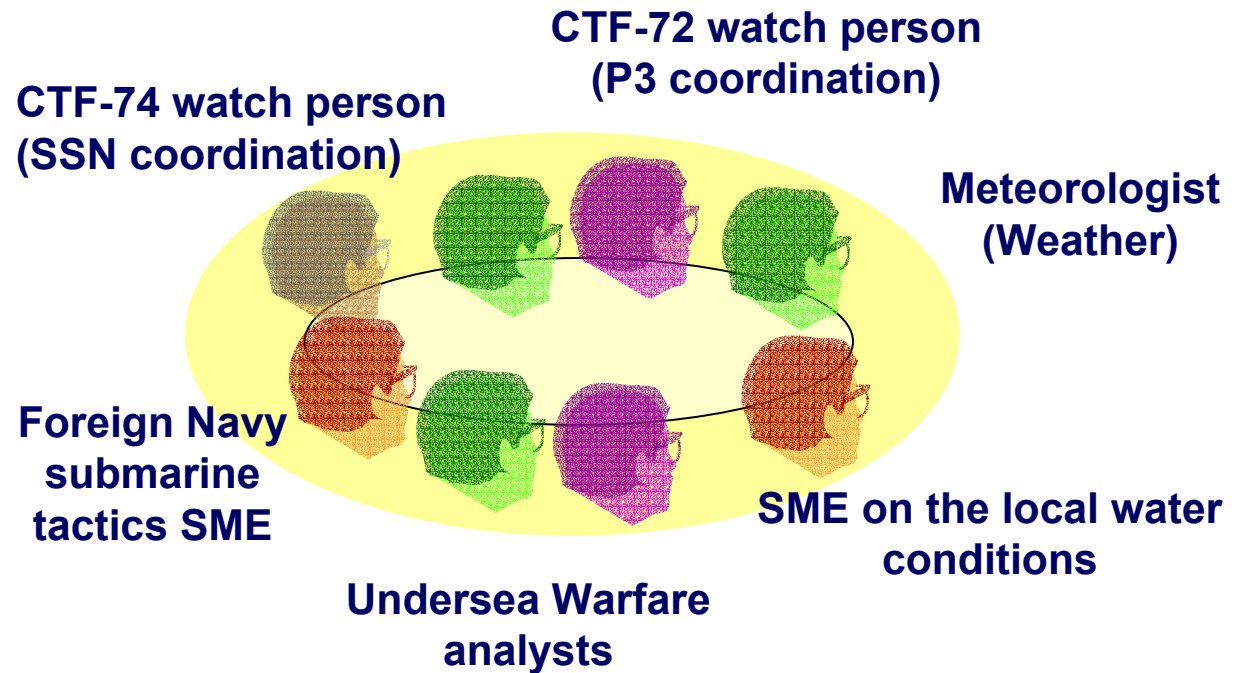 CTF-72 watch person
(P3 coordination)
CTF-74 watch person
(SSN coordination)
Meteorologist
(Weather)
Foreign Navy
submarine
tactics SME
SME on the local water
conditions
Undersea Warfare
analysts